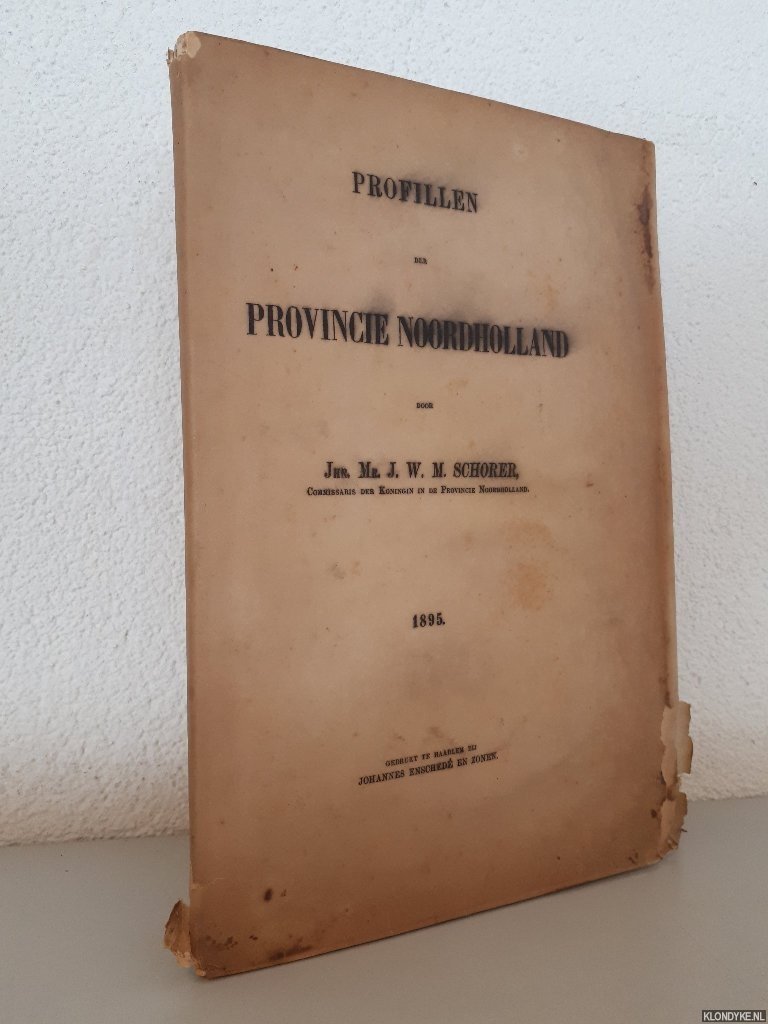 PROFILLEN
DER
PROVINCIE NOORDHOLLAND
DOOR
JHR. MR. J. W. M. SCHORER,
COMMISSARIS DER KONINGIN IN DE PROVINCIE NOORDHOLLAND.
1895.
GEDRUKT TE HAARLEM BIJ
JOHANNES ENSCHEDÉ EN ZONEN.
KLONDYKE.NL